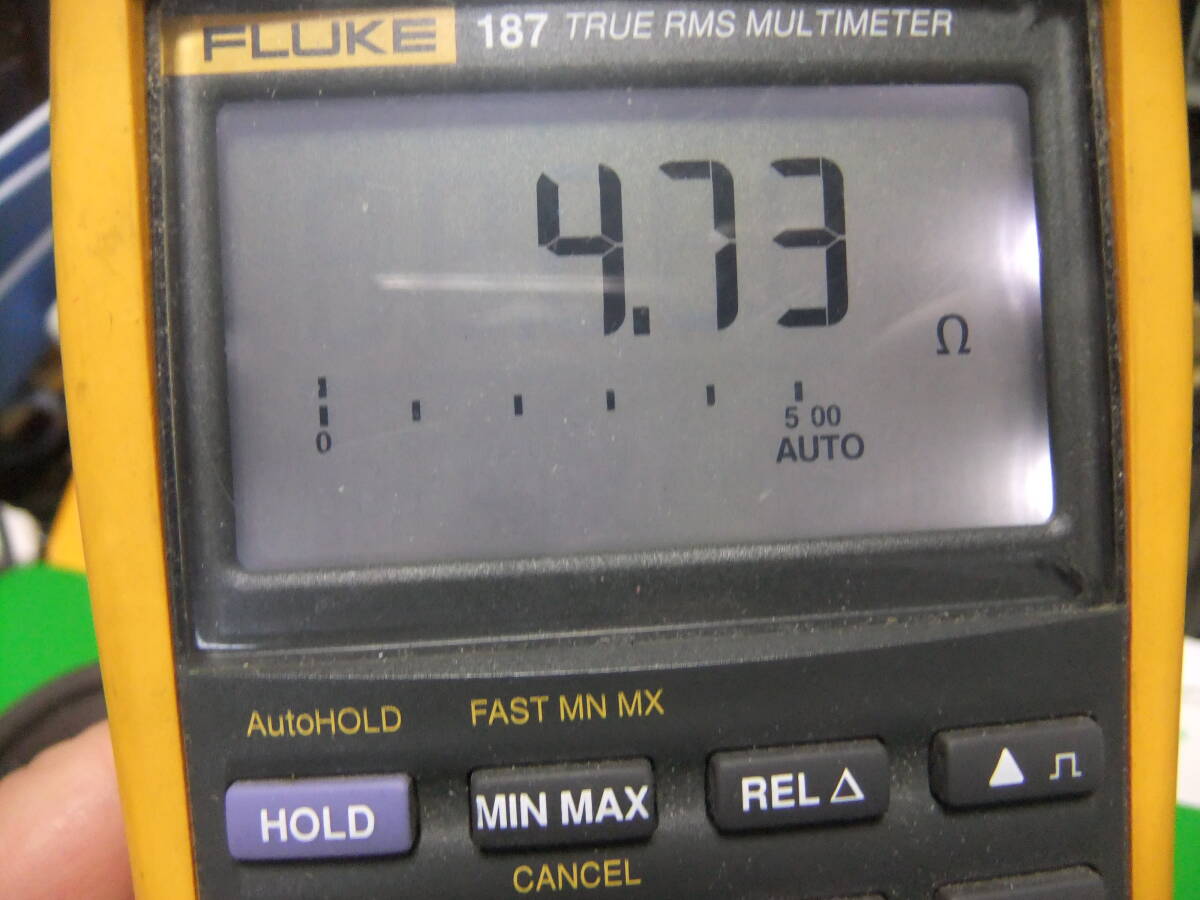 FLUKE 187 TRUE RMS MULTIMETER
4.73 Ω
0 500
AUTO
AutoHOLD FAST MN MX
HOLD MIN MAX REL Δ ▲ ⎍
CANCEL